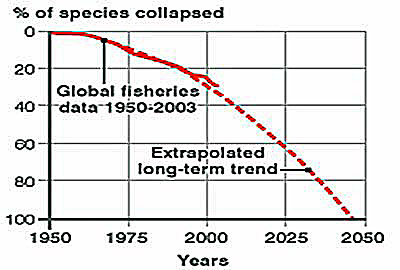 % of species collapsed
0
20
40
60
80
100
Global fisheries
data 1950-2003
Extrapolated
long-term trend
1950 1975 2000 2025 2050
Years